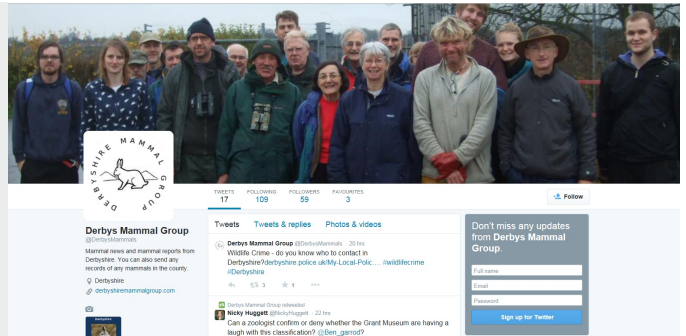 DERBYSHIRE MAMMAL GROUP
TWEETS FOLLOWING FOLLOWERS FAVOURITES
17 109 59 3
Follow
Derbys Mammal Group
@DerbysMammals
Mammal news and mammal reports from
Derbyshire. You can also send any
records of any mammals in the county.
Derbyshire
derbyshiremammalgroup.com
Derbyshire
Tweets Tweets & replies Photos & videos
Derbys Mammal Group @DerbysMammals · 20 hrs
Wildlife Crime - do you know who to contact in
Derbyshire?derbyshire.police.uk/My-Local-Polic.... #wildlifecrime
#Derbyshire
3 1
Derbys Mammal Group retweeted
Nicky Huggett @NickyHuggett · 22 hrs
Can a zoologist confirm or deny whether the Grant Museum are having a
laugh with this classification? @Ben_garrod?
Don't miss any updates
from Derbys Mammal
Group.
Full name
Email
Password
Sign up for Twitter